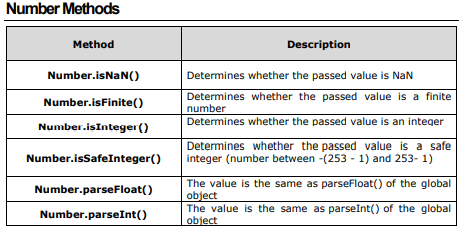 Number Methods
Method Description
Number.isNaN() Determines whether the passed value is NaN
Number.isFinite() Determines whether the passed value is a finite
number
Number.isInteger() Determines whether the passed value is an integer
Number.isSafeInteger() Determines whether the passed value is a safe
integer (number between -(253 - 1) and 253- 1)
Number.parseFloat() The value is the same as parseFloat() of the global
object
Number.parseInt() The value is the same as parseInt() of the global
object